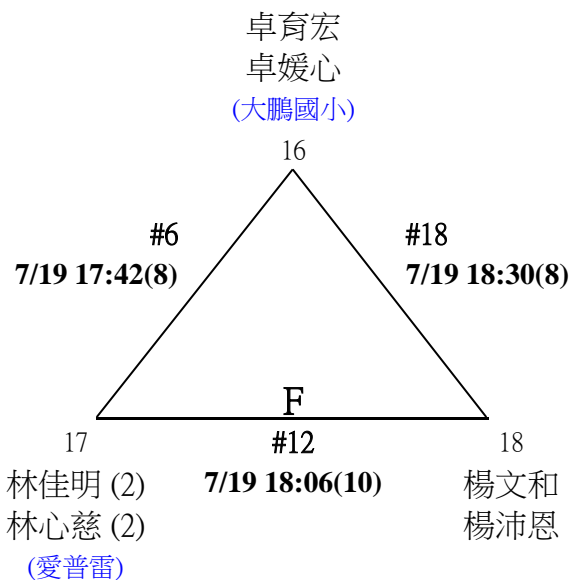 卓育宏
卓媛心
(大鵬國小)
16
#6
7/19 17:42(8)
#18
7/19 18:30(8)
F
17
#12
18
林佳明 (2)
7/19 18:06(10)
楊文和
林心慈 (2)
楊沛恩
(愛普雷)